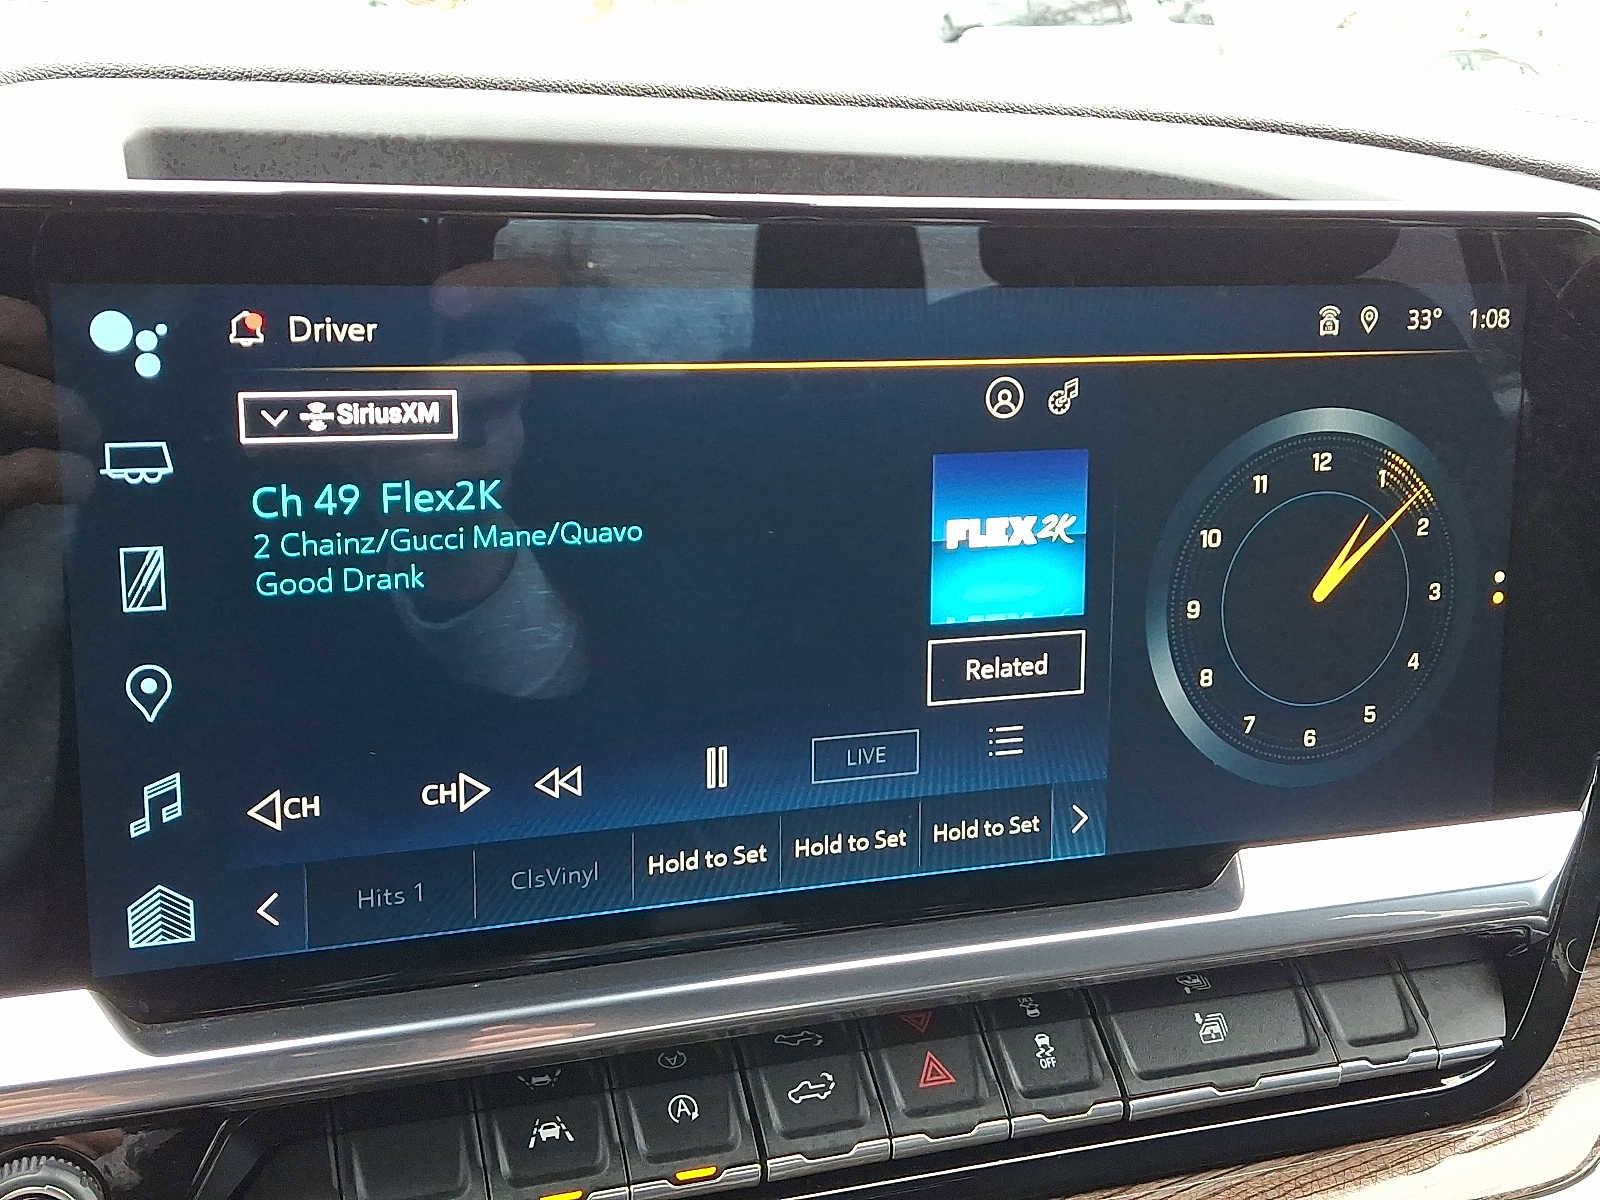 Driver
33° 1:08
SiriusXM
Ch 49 Flex2K
2 Chainz/Gucci Mane/Quavo
Good Drank
FLEX 2K
Related
CH
CH
LIVE
Hits 1
ClsVinyl
Hold to Set
Hold to Set
Hold to Set
12
1
2
3
4
5
6
7
8
9
10
11
A
OFF